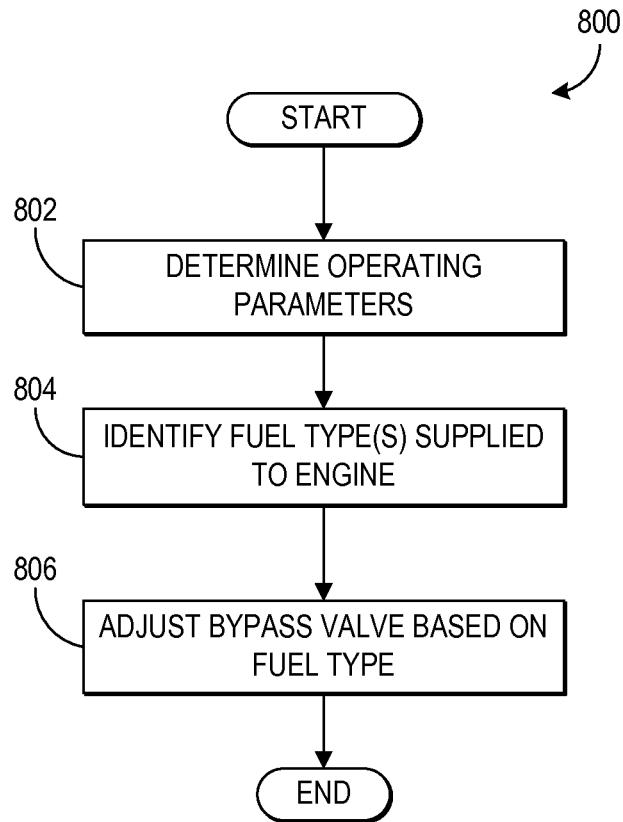 800
START
802
DETERMINE OPERATING
PARAMETERS
804
IDENTIFY FUEL TYPE(S) SUPPLIED
TO ENGINE
806
ADJUST BYPASS VALVE BASED ON
FUEL TYPE
END